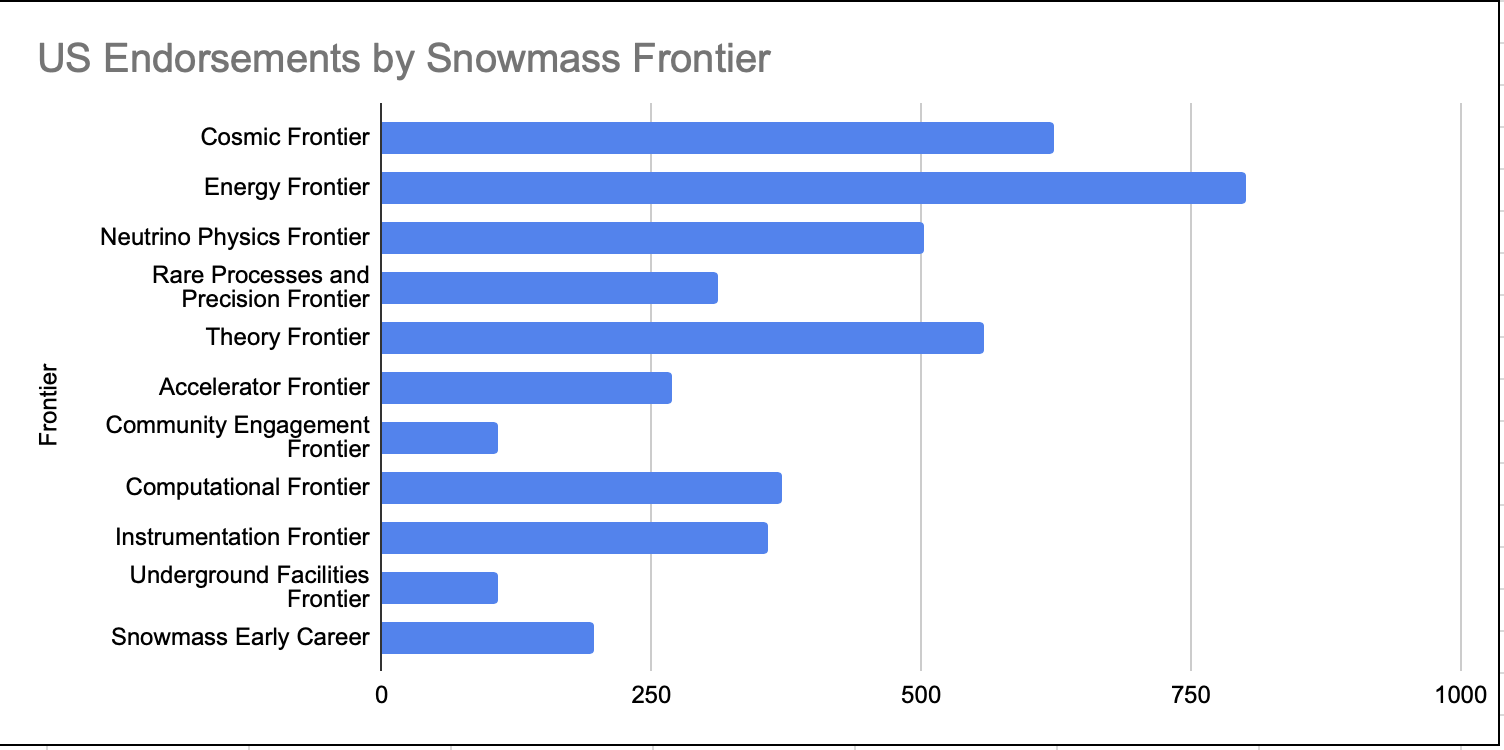 US Endorsements by Snowmass Frontier
Cosmic Frontier
Energy Frontier
Neutrino Physics Frontier
Rare Processes and
Precision Frontier
Theory Frontier
Accelerator Frontier
Community Engagement
Frontier
Computational Frontier
Instrumentation Frontier
Underground Facilities
Frontier
Snowmass Early Career
Frontier
0 250 500 750 1000